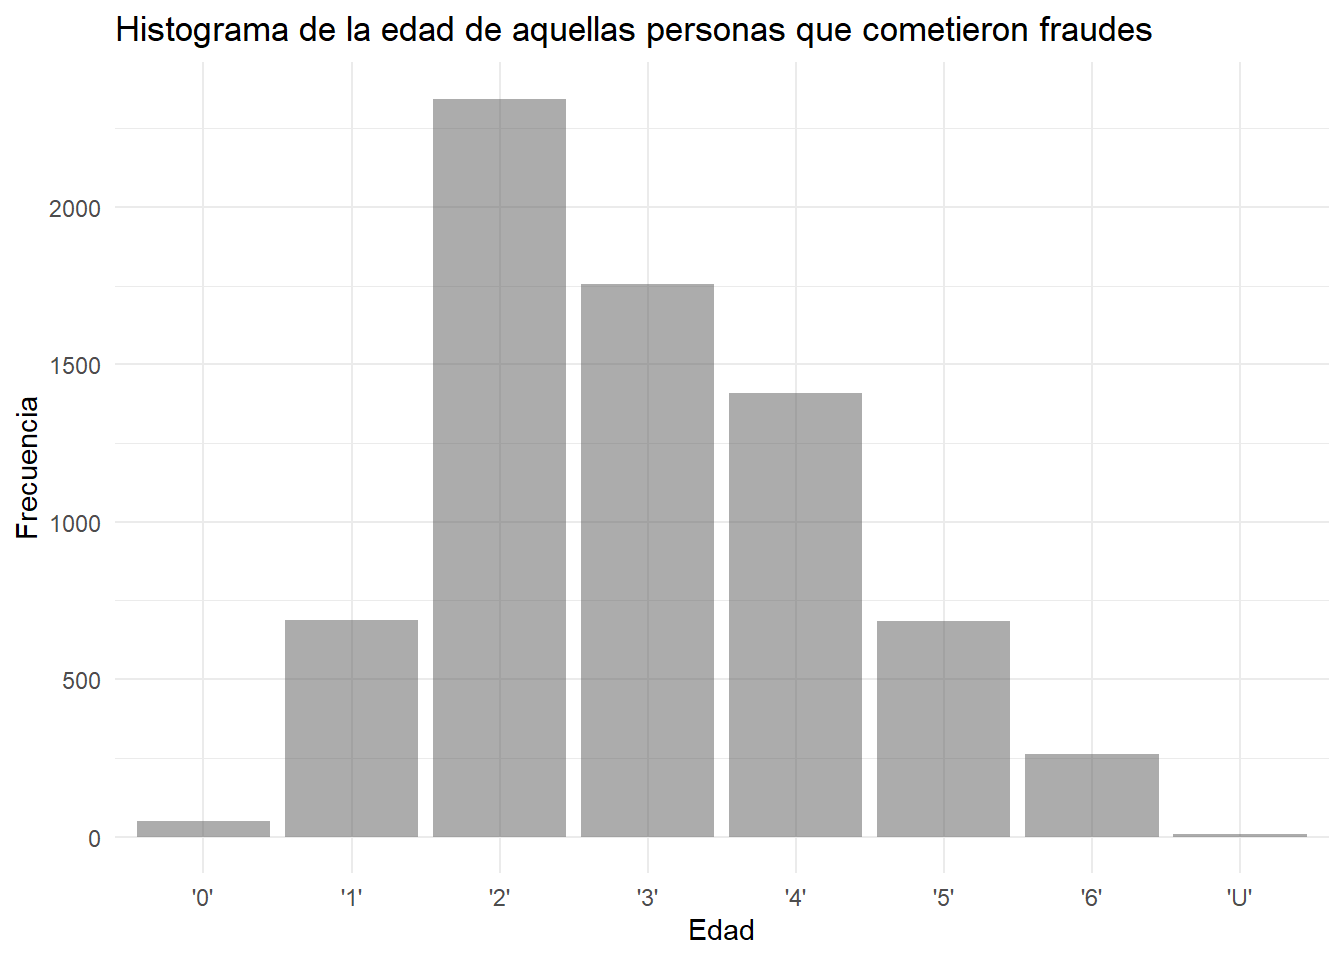 Histograma de la edad de aquellas personas que cometieron fraudes
Frecuencia
2000
1500
1000
500
0
'0' '1' '2' '3' '4' '5' '6' 'U'
Edad